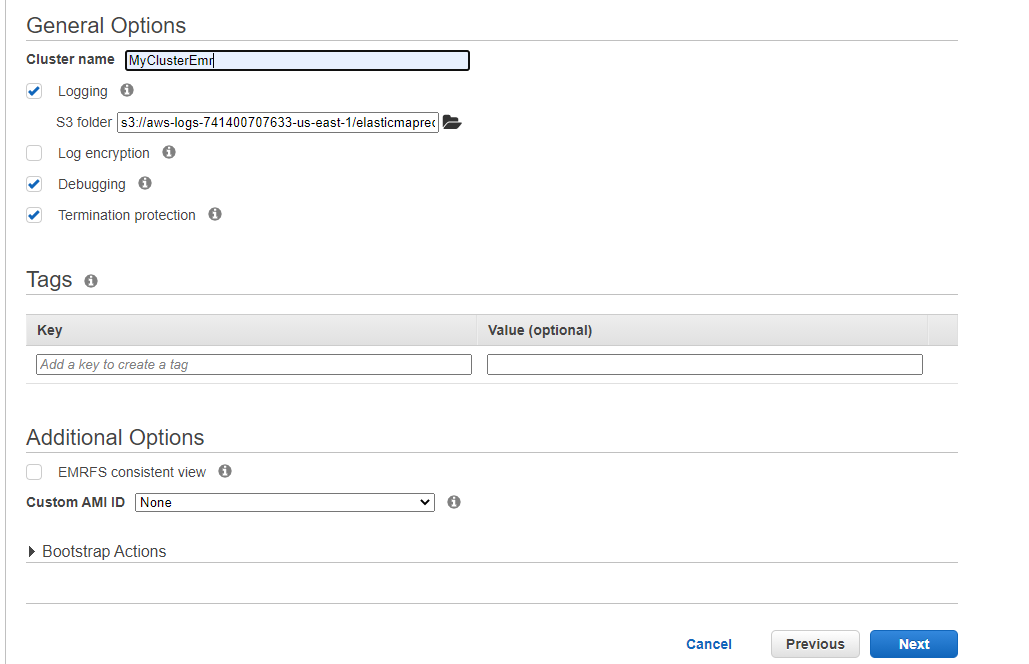 General Options
Cluster name MyClusterEmr
Logging
S3 folder s3://aws-logs-741400707633-us-east-1/elasticmapred
Log encryption
Debugging
Termination protection
Tags
Key Value (optional)
Add a key to create a tag
Additional Options
EMRFS consistent view
Custom AMI ID None
Bootstrap Actions
Cancel Previous Next